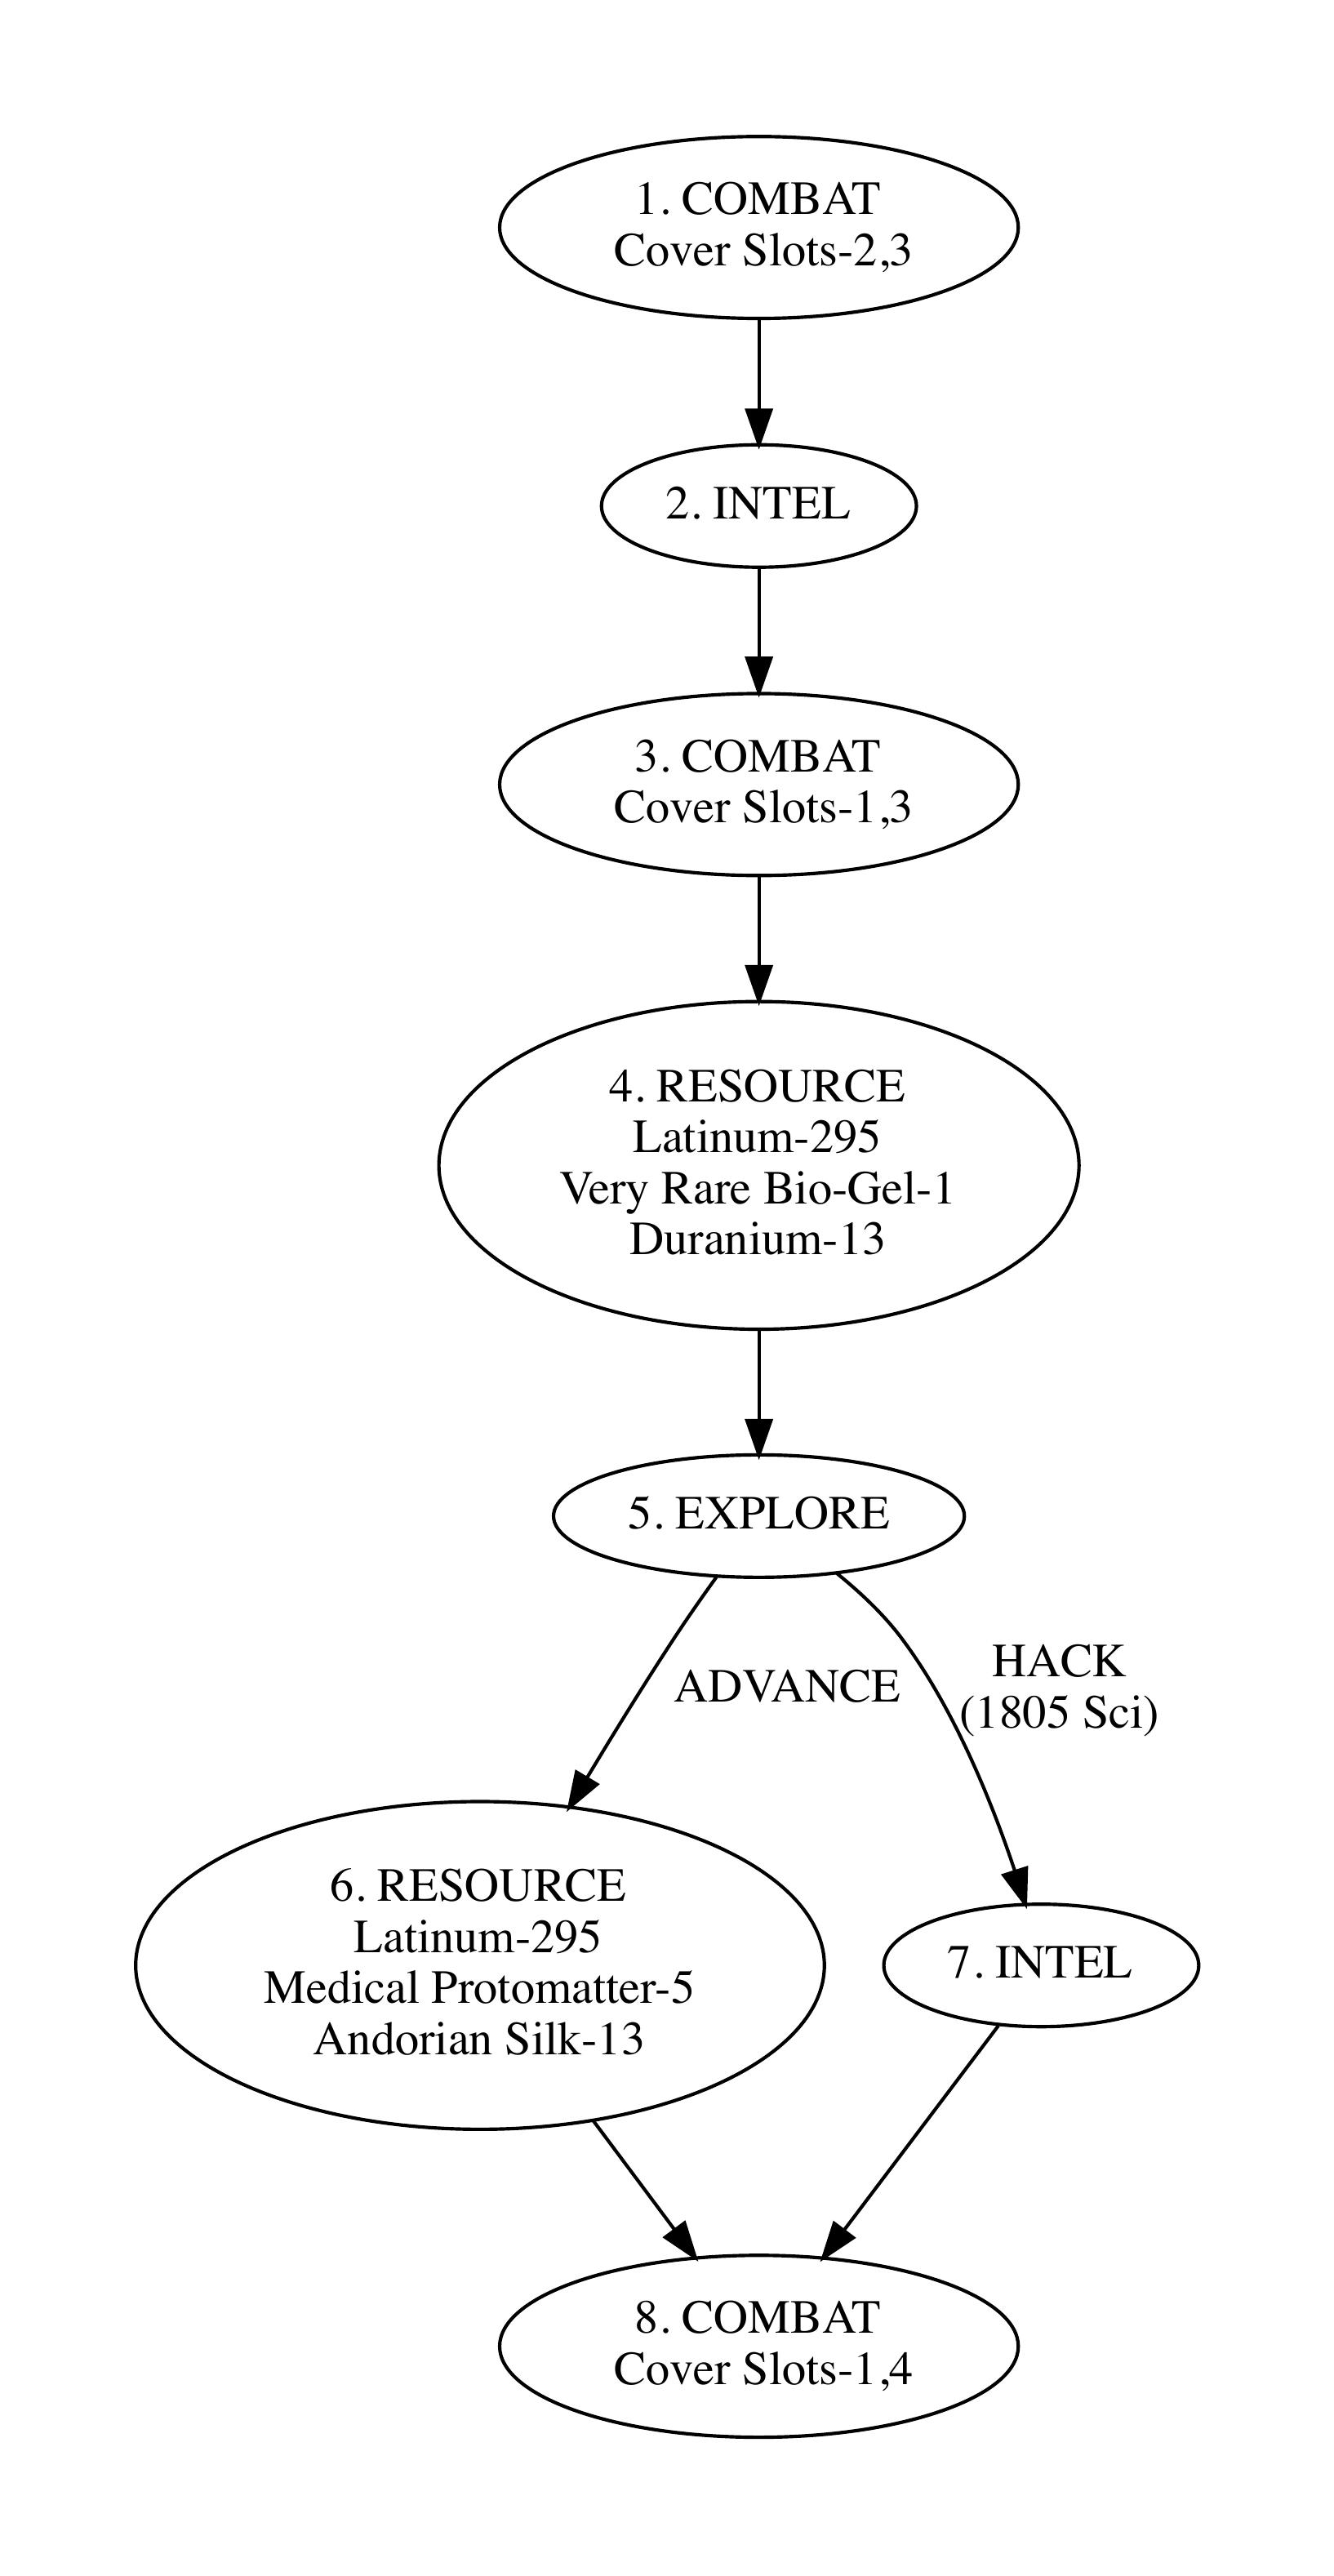 1. COMBAT
Cover Slots-2,3
2. INTEL
3. COMBAT
Cover Slots-1,3
4. RESOURCE
Latinum-295
Very Rare Bio-Gel-1
Duranium-13
5. EXPLORE
ADVANCE
HACK
(1805 Sci)
6. RESOURCE
Latinum-295
Medical Protomatter-5
Andorian Silk-13
7. INTEL
8. COMBAT
Cover Slots-1,4